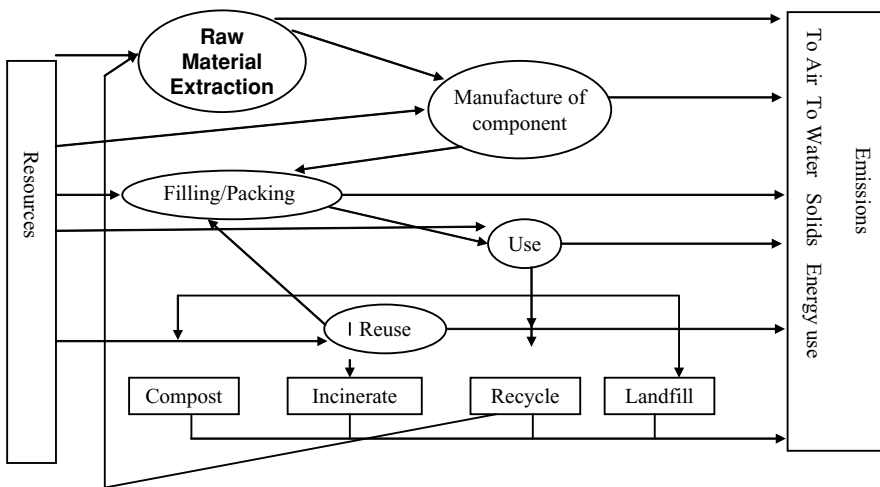 Raw
Material
Extraction
Manufacture of
component
Resources
Filling/Packing
Use
Reuse
Compost
Incinerate
Recycle
Landfill
To Air To Water Solids Energy use
Emissions